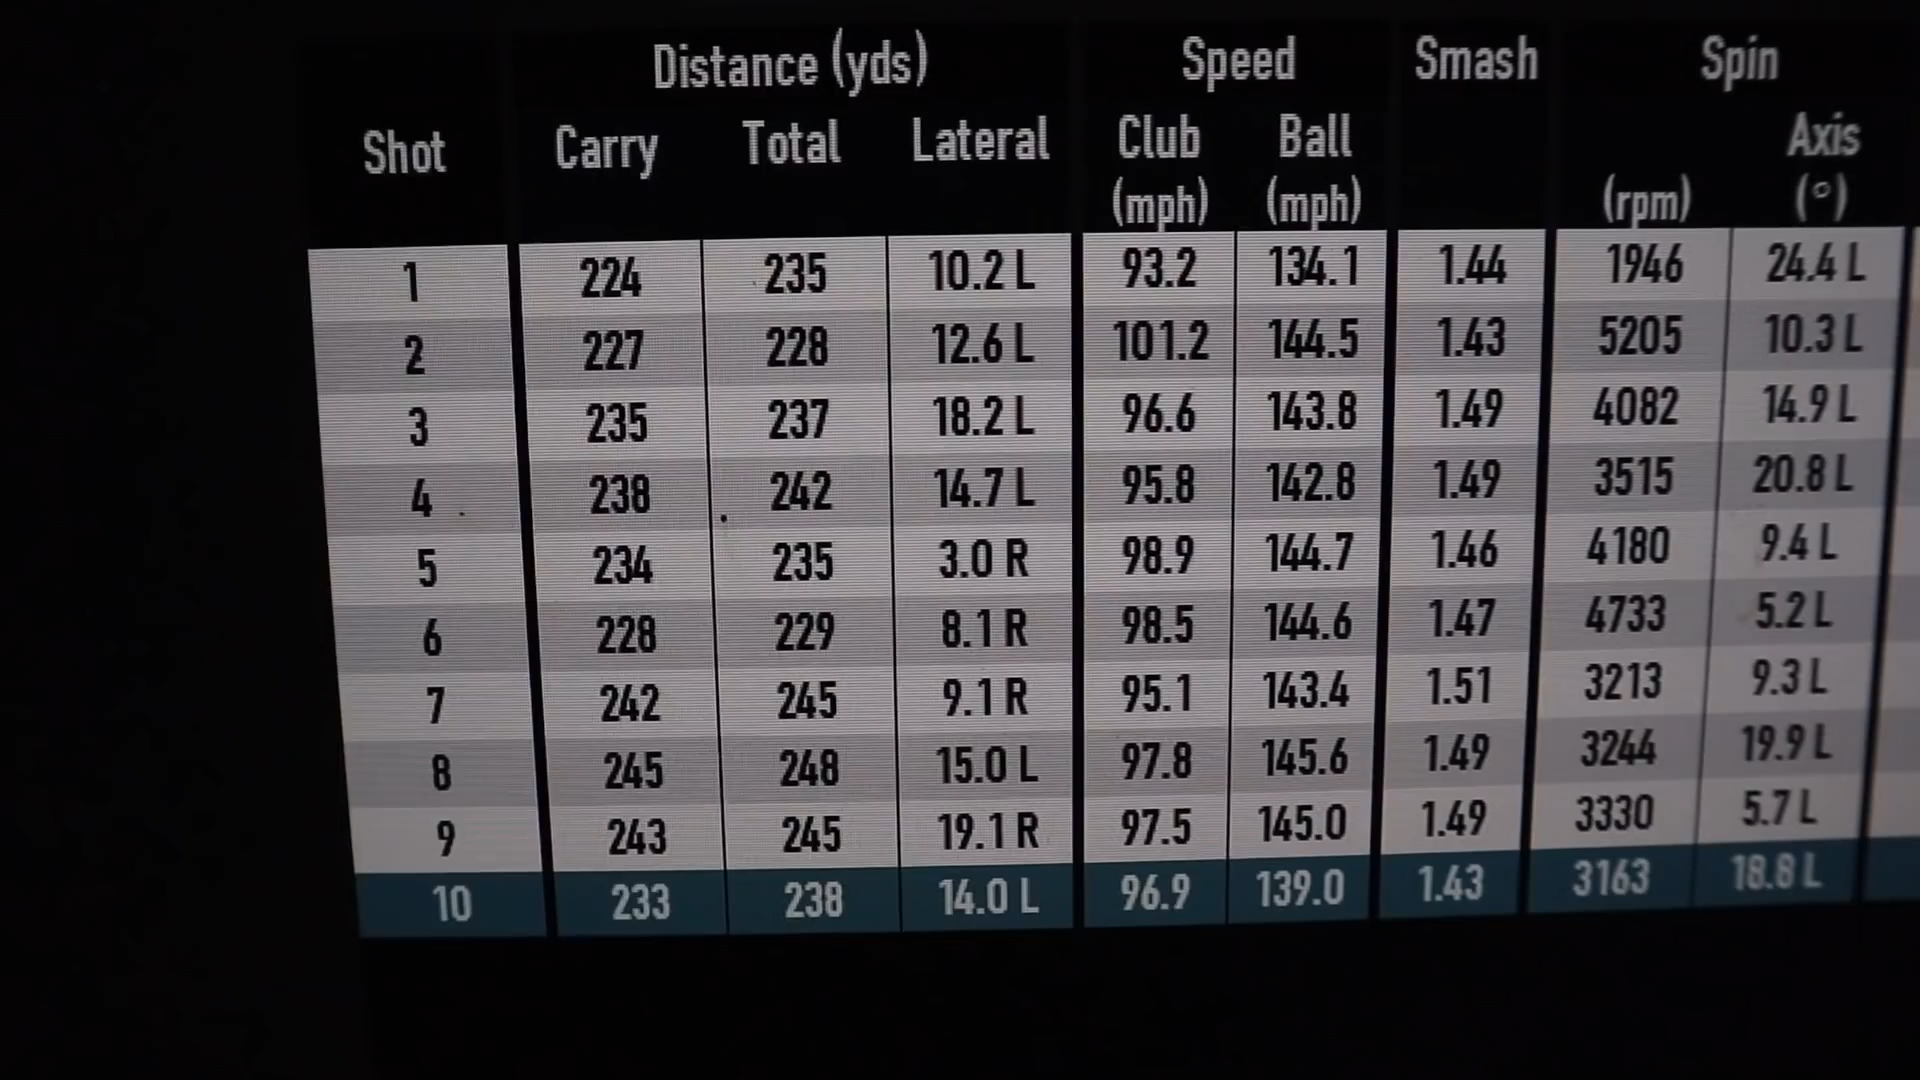 Distance (yds) Speed Smash Spin
Shot Carry Total Lateral Club Ball Axis
(mph) (mph) (rpm) (°)
1 224 235 10.2 L 93.2 134.1 1.44 1946 24.4 L
2 227 228 12.6 L 101.2 144.5 1.43 5205 10.3 L
3 235 237 18.2 L 96.6 143.8 1.49 4082 14.9 L
4 238 242 14.7 L 95.8 142.8 1.49 3515 20.8 L
5 234 235 3.0 R 98.9 144.7 1.46 4180 9.4 L
6 228 229 8.1 R 98.5 144.6 1.47 4733 5.2 L
7 242 245 9.1 R 95.1 143.4 1.51 3213 9.3 L
8 245 248 15.0 L 97.8 145.6 1.49 3244 19.9 L
9 243 245 19.1 R 97.5 145.0 1.49 3330 5.7 L
10 233 238 14.0 L 96.9 139.0 1.43 3163 18.8 L